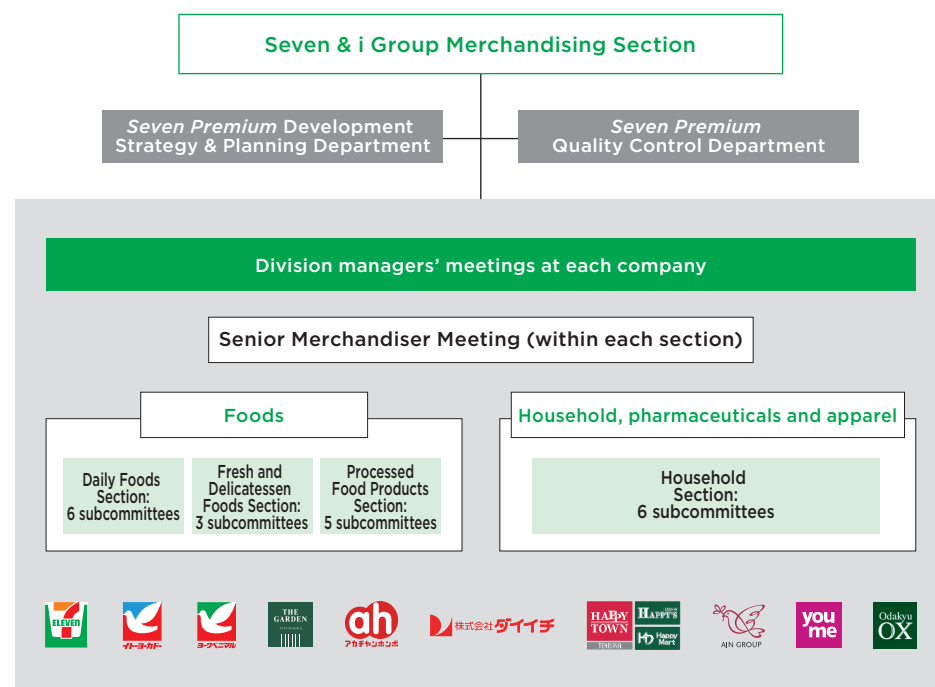 Seven & i Group Merchandising Section
Seven Premium Development
Strategy & Planning Department
Seven Premium
Quality Control Department
Division managers’ meetings at each company
Senior Merchandiser Meeting (within each section)
Foods
Daily Foods
Section:
6 subcommittees
Fresh and
Delicatessen
Foods Section:
3 subcommittees
Processed
Food Products
Section:
5 subcommittees
Household, pharmaceuticals and apparel
Household
Section:
6 subcommittees
ELEVEN
イトーヨーカドー
ヨークベニマル
THE
GARDEN
ah
アカチャンホンポ
株式会社ダイイチ
HAPPY
TOWN
HAPPY'S
Happy
Mart
AIN GROUP
you
me
Odakyu
OX